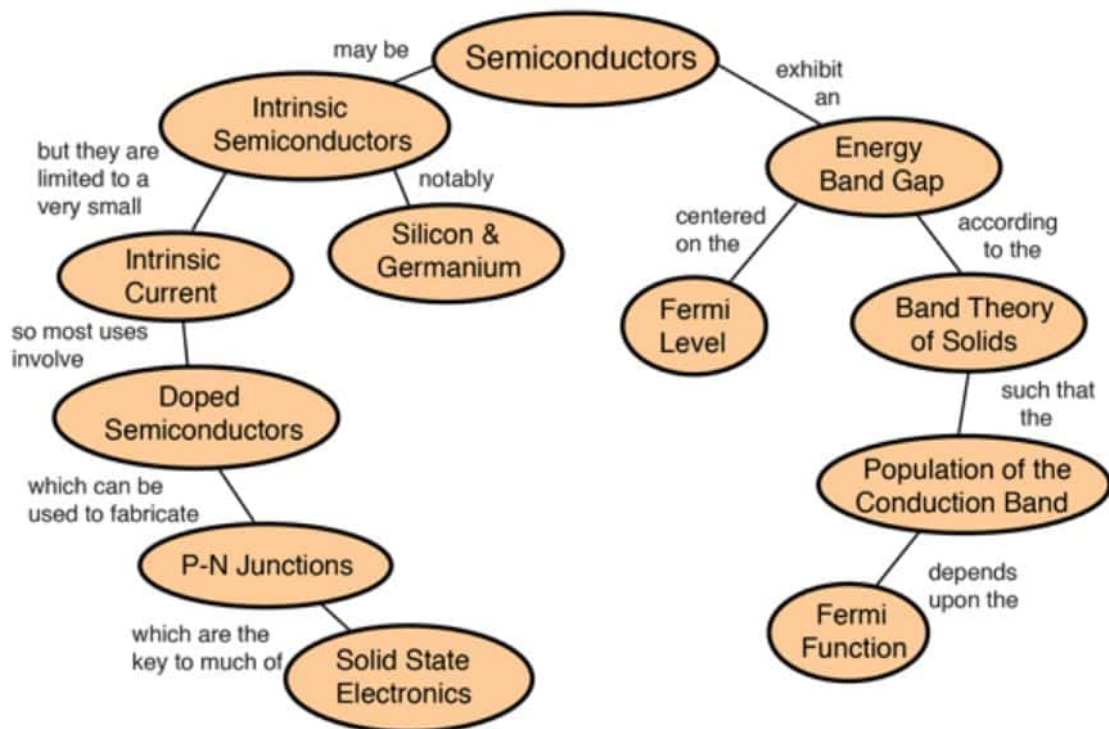 Semiconductors
may be
exhibit
an
Intrinsic
Semiconductors
Energy
Band Gap
but they are
limited to a
very small
notably
centered
on the
according
to the
Intrinsic
Current
Silicon &
Germanium
Fermi
Level
Band Theory
of Solids
so most uses
involve
such that
the
Doped
Semiconductors
Population of the
Conduction Band
which can be
used to fabricate
P-N Junctions
depends
upon the
Fermi
Function
which are the
key to much of
Solid State
Electronics